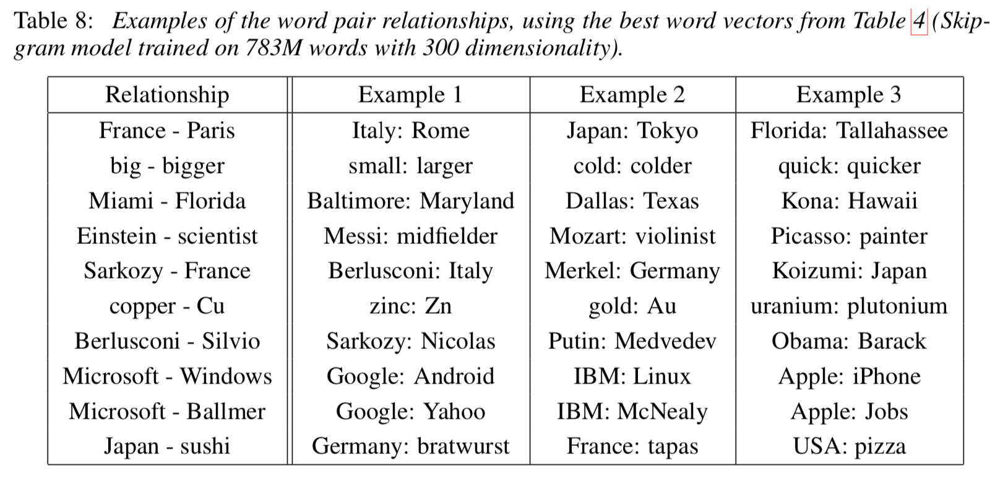 Table 8: Examples of the word pair relationships, using the best word vectors from Table 4 (Skip-
gram model trained on 783M words with 300 dimensionality).
Relationship Example 1 Example 2 Example 3
France - Paris Italy: Rome Japan: Tokyo Florida: Tallahassee
big - bigger small: larger cold: colder quick: quicker
Miami - Florida Baltimore: Maryland Dallas: Texas Kona: Hawaii
Einstein - scientist Messi: midfielder Mozart: violinist Picasso: painter
Sarkozy - France Berlusconi: Italy Merkel: Germany Koizumi: Japan
copper - Cu zinc: Zn gold: Au uranium: plutonium
Berlusconi - Silvio Sarkozy: Nicolas Putin: Medvedev Obama: Barack
Microsoft - Windows Google: Android IBM: Linux Apple: iPhone
Microsoft - Ballmer Google: Yahoo IBM: McNealy Apple: Jobs
Japan - sushi Germany: bratwurst France: tapas USA: pizza